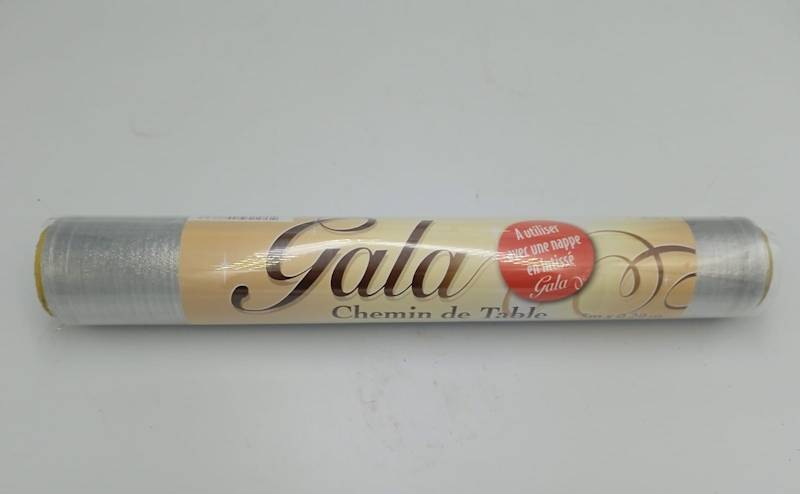 Gala
Chemin de Table
A utiliser
avec une nappe
en intissé
Gala